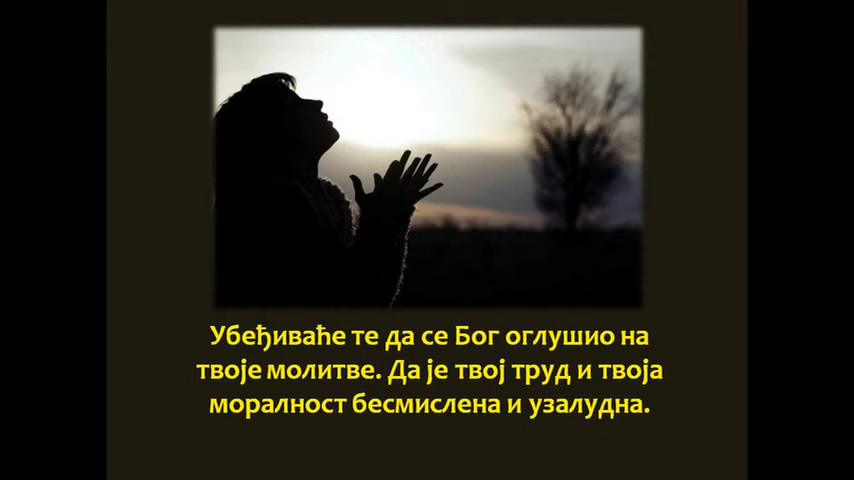 Убеђиваће те да се Бог оглушио на
твоје молитве. Да је твој труд и твоја
моралност бесмислена и узалудна.